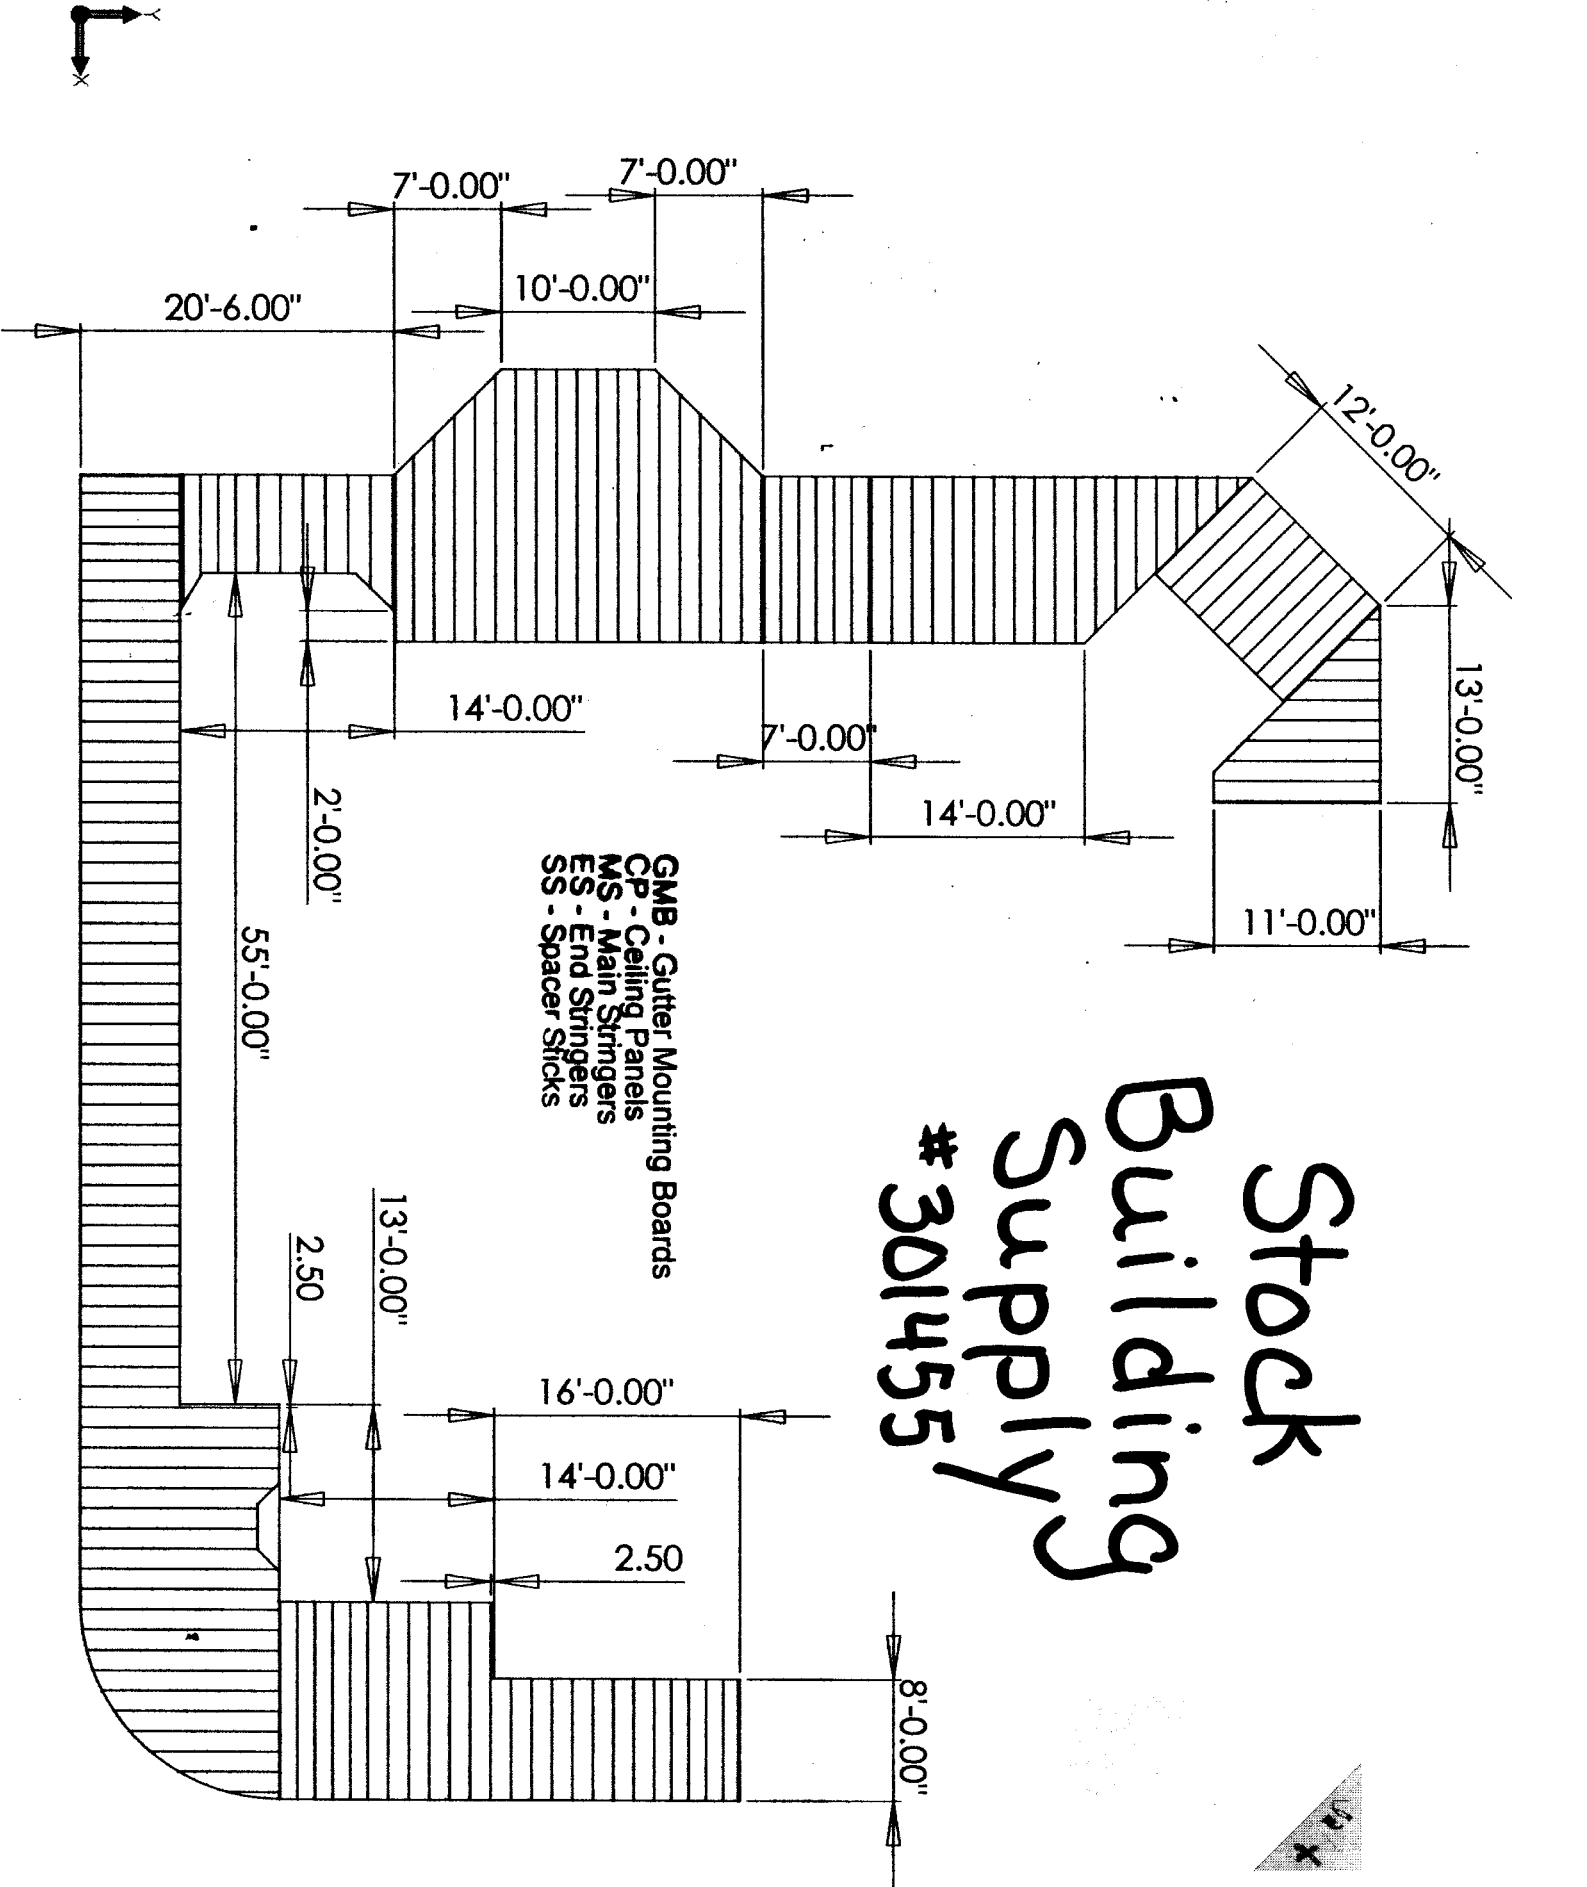 Y
X
7'-0.00"
7'-0.00"
10'-0.00"
20'-6.00"
12'-0.00"
13'-0.00"
14'-0.00"
7'-0.00"
14'-0.00"
2'-0.00"
11'-0.00"
55'-0.00"
GMB - Gutter Mounting Boards
CP - Ceiling Panels
MS - Main Stringers
ES - End Stringers
SS - Spacer Sticks
Stock
Building
Supply
#301455
13'-0.00"
2.50
16'-0.00"
14'-0.00"
2.50
8'-0.00"